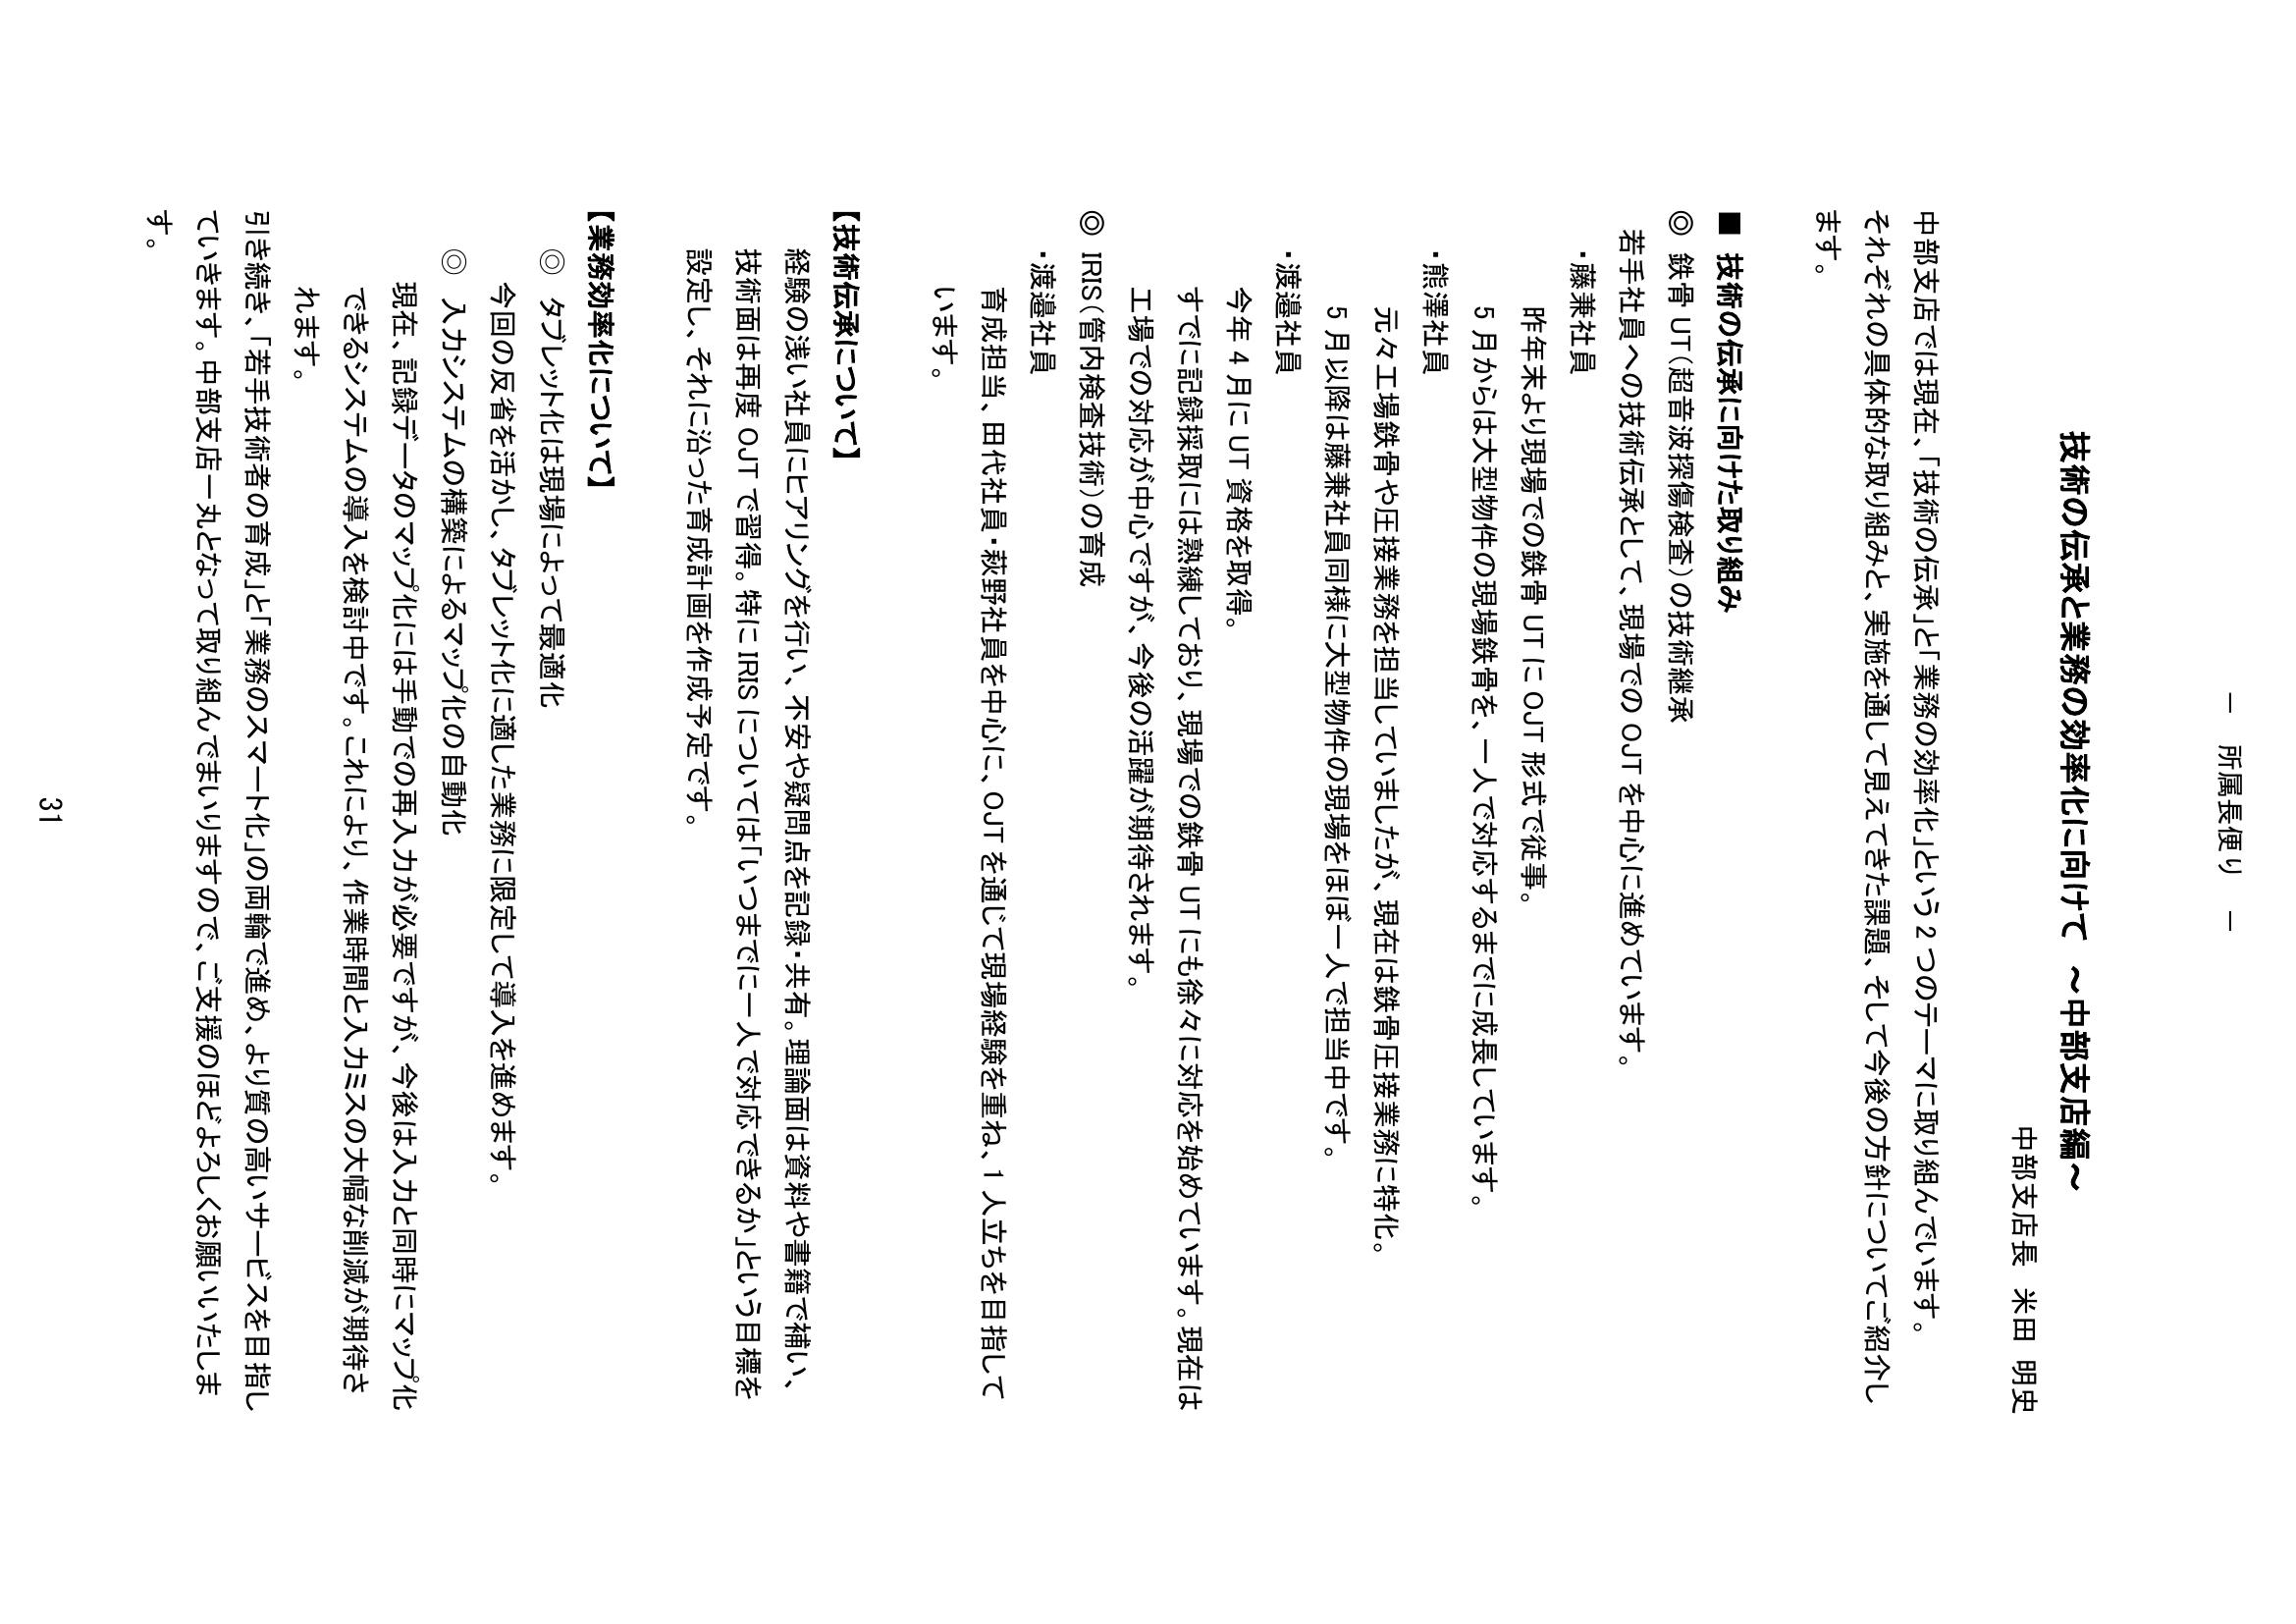 －　所属長便り　－
技術の伝承と業務の効率化に向けて　～中部支店編～
中部支店長　米田　明史
中部支店では現在、「技術の伝承」と「業務の効率化」という 2 つのテーマに取り組んでいます。
それぞれの具体的な取り組みと、実施を通して見えてきた課題、そして今後の方針についてご紹介し
ます。
■ 技術の伝承に向けた取り組み
◎ 鉄骨 UT（超音波探傷検査）の技術継承
若手社員への技術伝承として、現場での OJT を中心に進めています。
・藤兼社員
昨年末より現場での鉄骨 UT に OJT 形式で従事。
5 月からは大型物件の現場鉄骨を、一人で対応するまでに成長しています。
・熊澤社員
元々工場鉄骨や圧接業務を担当していましたが、現在は鉄骨圧接業務に特化。
5 月以降は藤兼社員同様に大型物件の現場をほぼ一人で担当中です。
・渡邉社員
今年 4 月に UT 資格を取得。
すでに記録採取には熟練しており、現場での鉄骨 UT にも徐々に対応を始めています。現在は
工場での対応が中心ですが、今後の活躍が期待されます。
◎ IRIS（管内検査技術）の育成
・渡邉社員
育成担当、田代社員・萩野社員を中心に、OJT を通じて現場経験を重ね、1 人立ちを目指して
います。
【技術伝承について】
経験の浅い社員にヒアリングを行い、不安や疑問点を記録・共有。理論面は資料や書籍で補い、
技術面は再度 OJT で習得。特に IRIS については「いつまでに一人で対応できるか」という目標を
設定し、それに沿った育成計画を作成予定です。
【業務効率化について】
◎ タブレット化は現場によって最適化
今回の反省を活かし、タブレット化に適した業務に限定して導入を進めます。
◎ 入力システムの構築によるマップ化の自動化
現在、記録データのマップ化には手動での再入力が必要ですが、今後は入力と同時にマップ化
できるシステムの導入を検討中です。これにより、作業時間と入力ミスの大幅な削減が期待さ
れます。
引き続き、「若手技術者の育成」と「業務のスマート化」の両輪で進め、より質の高いサービスを目指し
ていきます。中部支店一丸となって取り組んでまいりますので、ご支援のほどよろしくお願いいたしま
す。
31